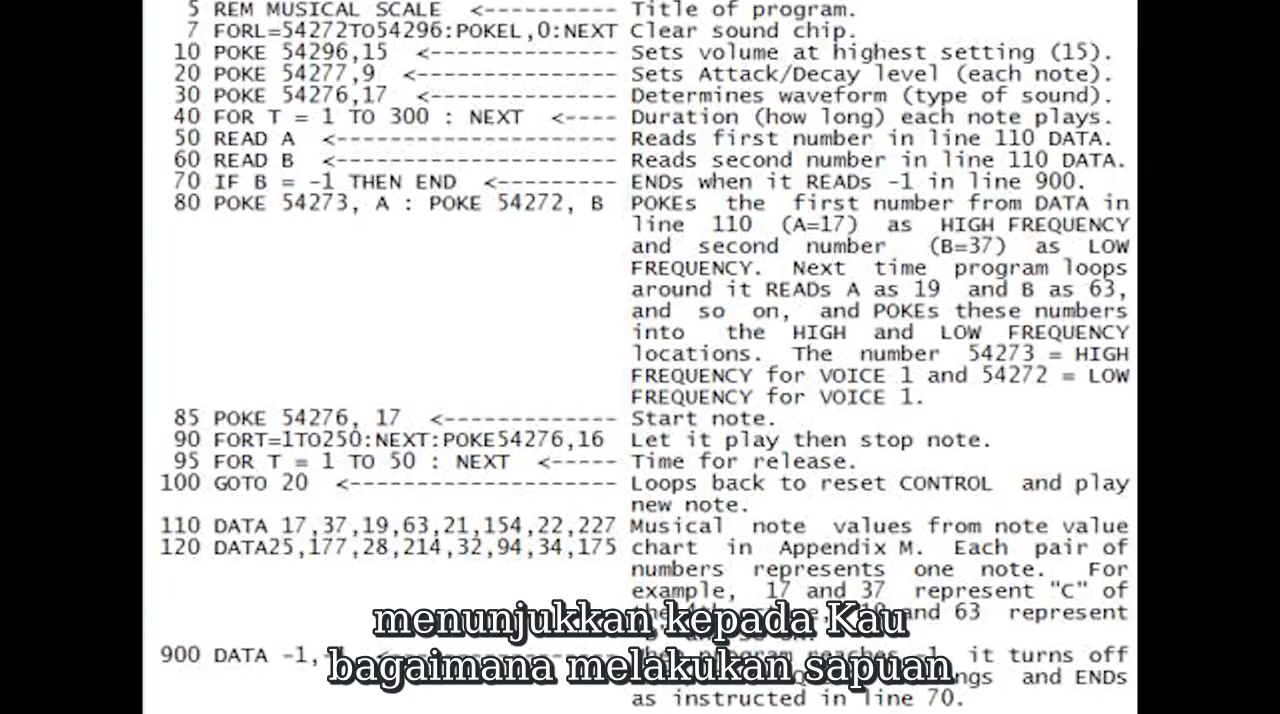 5 REM MUSICAL SCALE <---------- Title of program.
7 FORL=54272TO54296:POKEL,0:NEXT Clear sound chip.
10 POKE 54296,15 <-------------- Sets volume at highest setting (15).
20 POKE 54277,9 <--------------- Sets Attack/Decay level (each note).
30 POKE 54276,17 <-------------- Determines waveform (type of sound).
40 FOR T = 1 TO 300 : NEXT <---- Duration (how long) each note plays.
50 READ A <--------------------- Reads first number in line 110 DATA.
60 READ B <--------------------- Reads second number in line 110 DATA.
70 IF B = -1 THEN END <--------- ENDs when it READs -1 in line 900.
80 POKE 54273, A : POKE 54272, B POKEs the first number from DATA in
line 110 (A=17) as HIGH FREQUENCY
and second number (B=37) as LOW
FREQUENCY. Next time program loops
around it READs A as 19 and B as 63,
and so on, and POKEs these numbers
into the HIGH and LOW FREQUENCY
locations. The number 54273 = HIGH
FREQUENCY for VOICE 1 and 54272 = LOW
FREQUENCY for VOICE 1.
85 POKE 54276, 17 <------------- Start note.
90 FORT=1TO250:NEXT:POKE54276,16 Let it play then stop note.
95 FOR T = 1 TO 50 : NEXT <----- Time for release.
100 GOTO 20 <------------------- Loops back to reset CONTROL and play
new note.
110 DATA 17,37,19,63,21,154,22,227 Musical note values from note value
120 DATA25,177,28,214,32,94,34,175 chart in Appendix M. Each pair of
numbers represents one note. For
example, 17 and 37 represent "C" of
and 63 represent
900 DATA -1, it turns off
and ENDs
as instructed in line 70.
menunjukkan kepada Kau
bagaimana melakukan sapuan